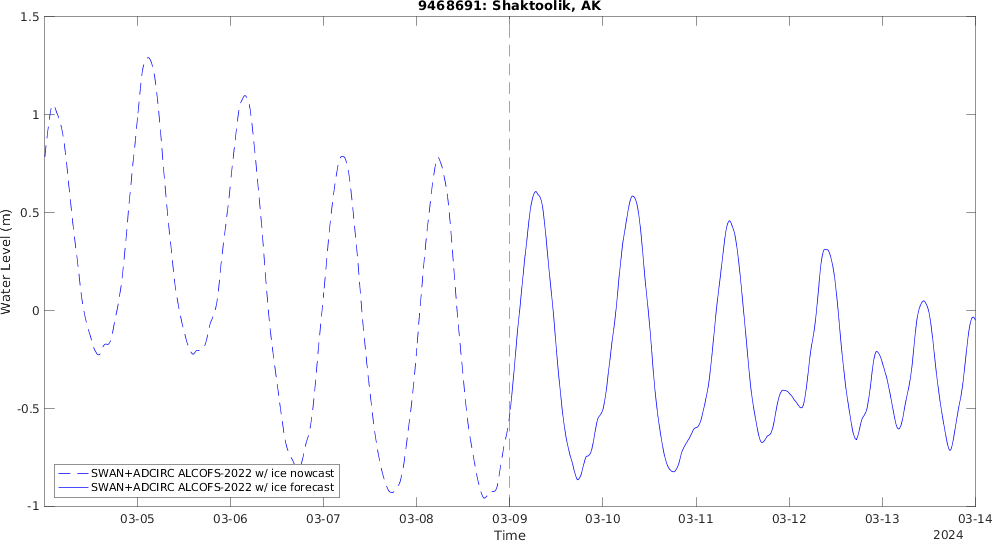 9468691: Shaktoolik, AK
1.5
1
0.5
0
-0.5
-1
Water Level (m)
SWAN+ADCIRC ALCOFS-2022 w/ ice nowcast
SWAN+ADCIRC ALCOFS-2022 w/ ice forecast
03-05 03-06 03-07 03-08 03-09 03-10 03-11 03-12 03-13 03-14
Time
2024